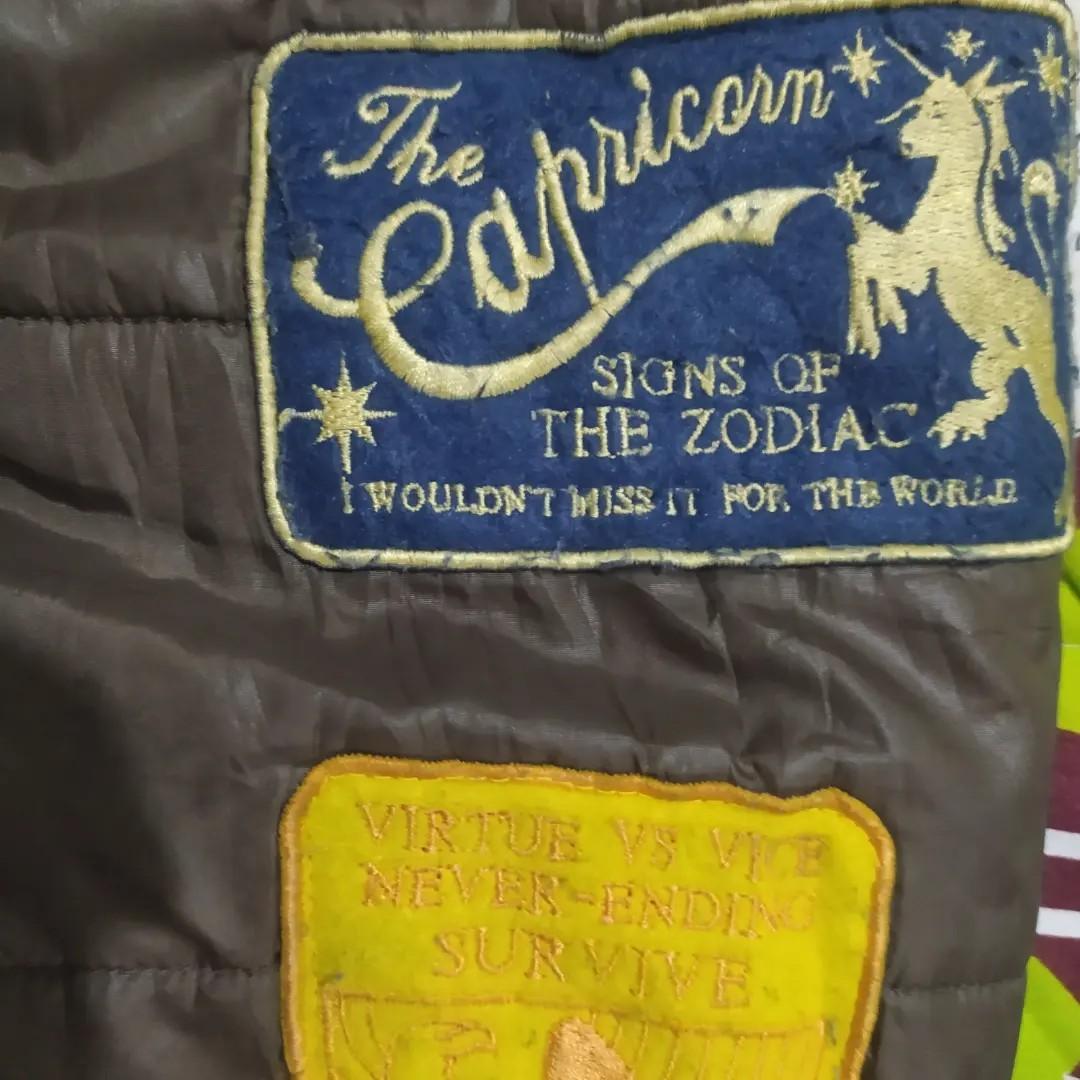 The
Capricorn
SIGNS OF
THE ZODIAC
I WOULDN'T MISS IT FOR THE WORLD
VIRTUE VS VICE
NEVER-ENDING
SURVIVE